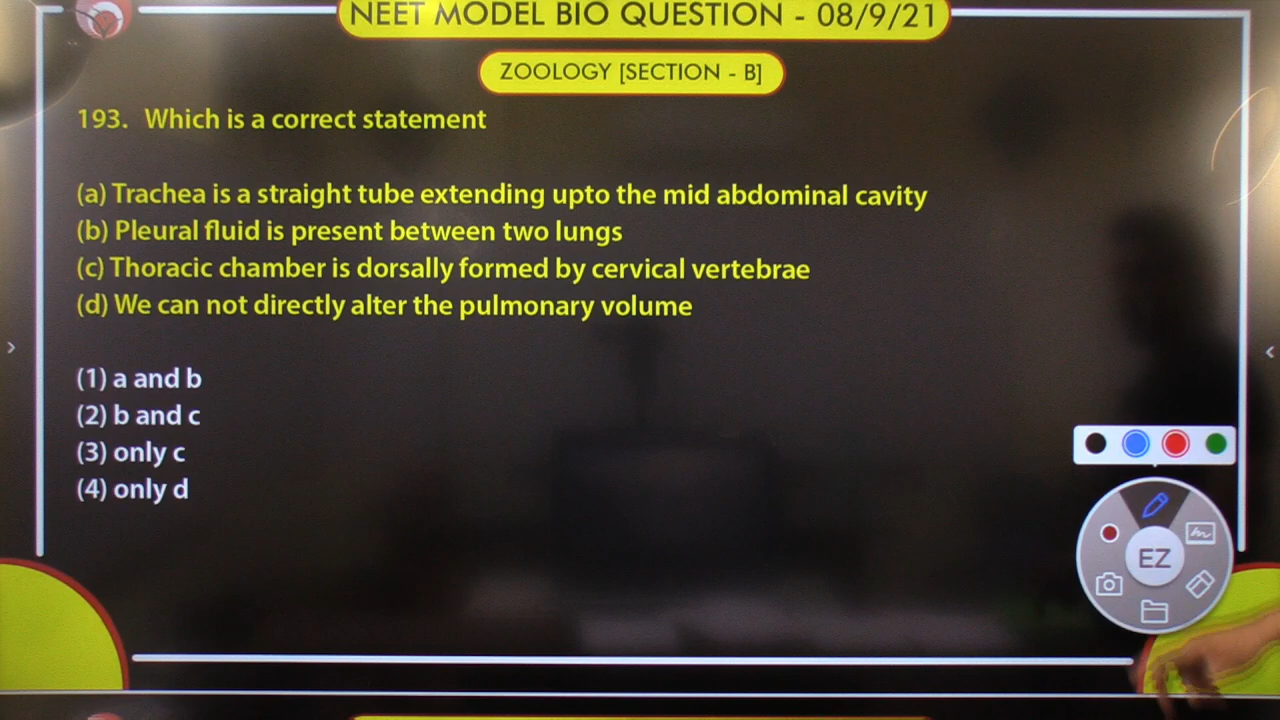 NEET MODEL BIO QUESTION - 08/9/21
ZOOLOGY [SECTION - B]
193. Which is a correct statement
(a) Trachea is a straight tube extending upto the mid abdominal cavity
(b) Pleural fluid is present between two lungs
(c) Thoracic chamber is dorsally formed by cervical vertebrae
(d) We can not directly alter the pulmonary volume
(1) a and b
(2) b and c
(3) only c
(4) only d
EZ